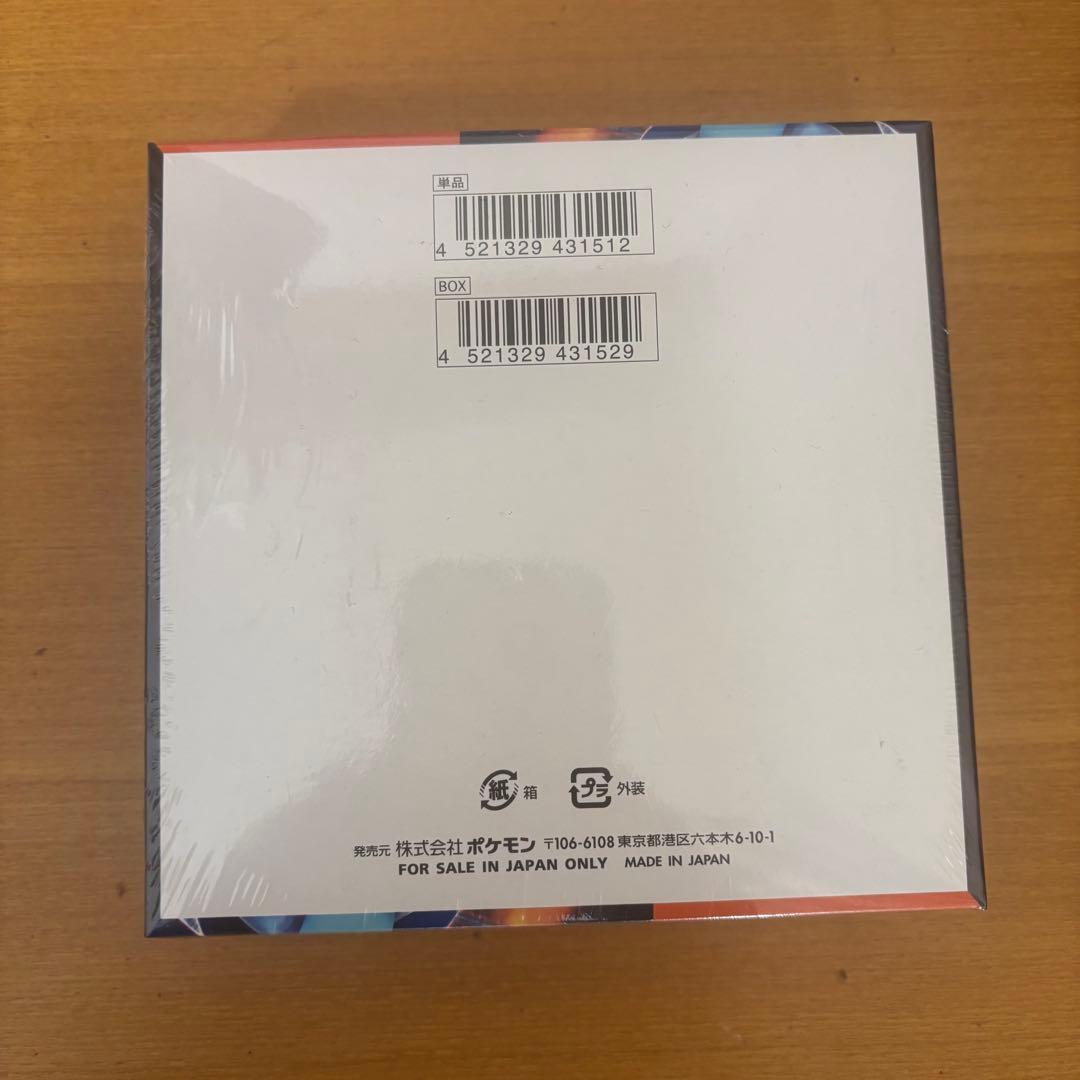 単品
4 521329 431512
BOX
4 521329 431529
紙 箱 プラ 外装
発売元 株式会社 ポケモン 〒106-6108 東京都港区六本木6-10-1
FOR SALE IN JAPAN ONLY MADE IN JAPAN